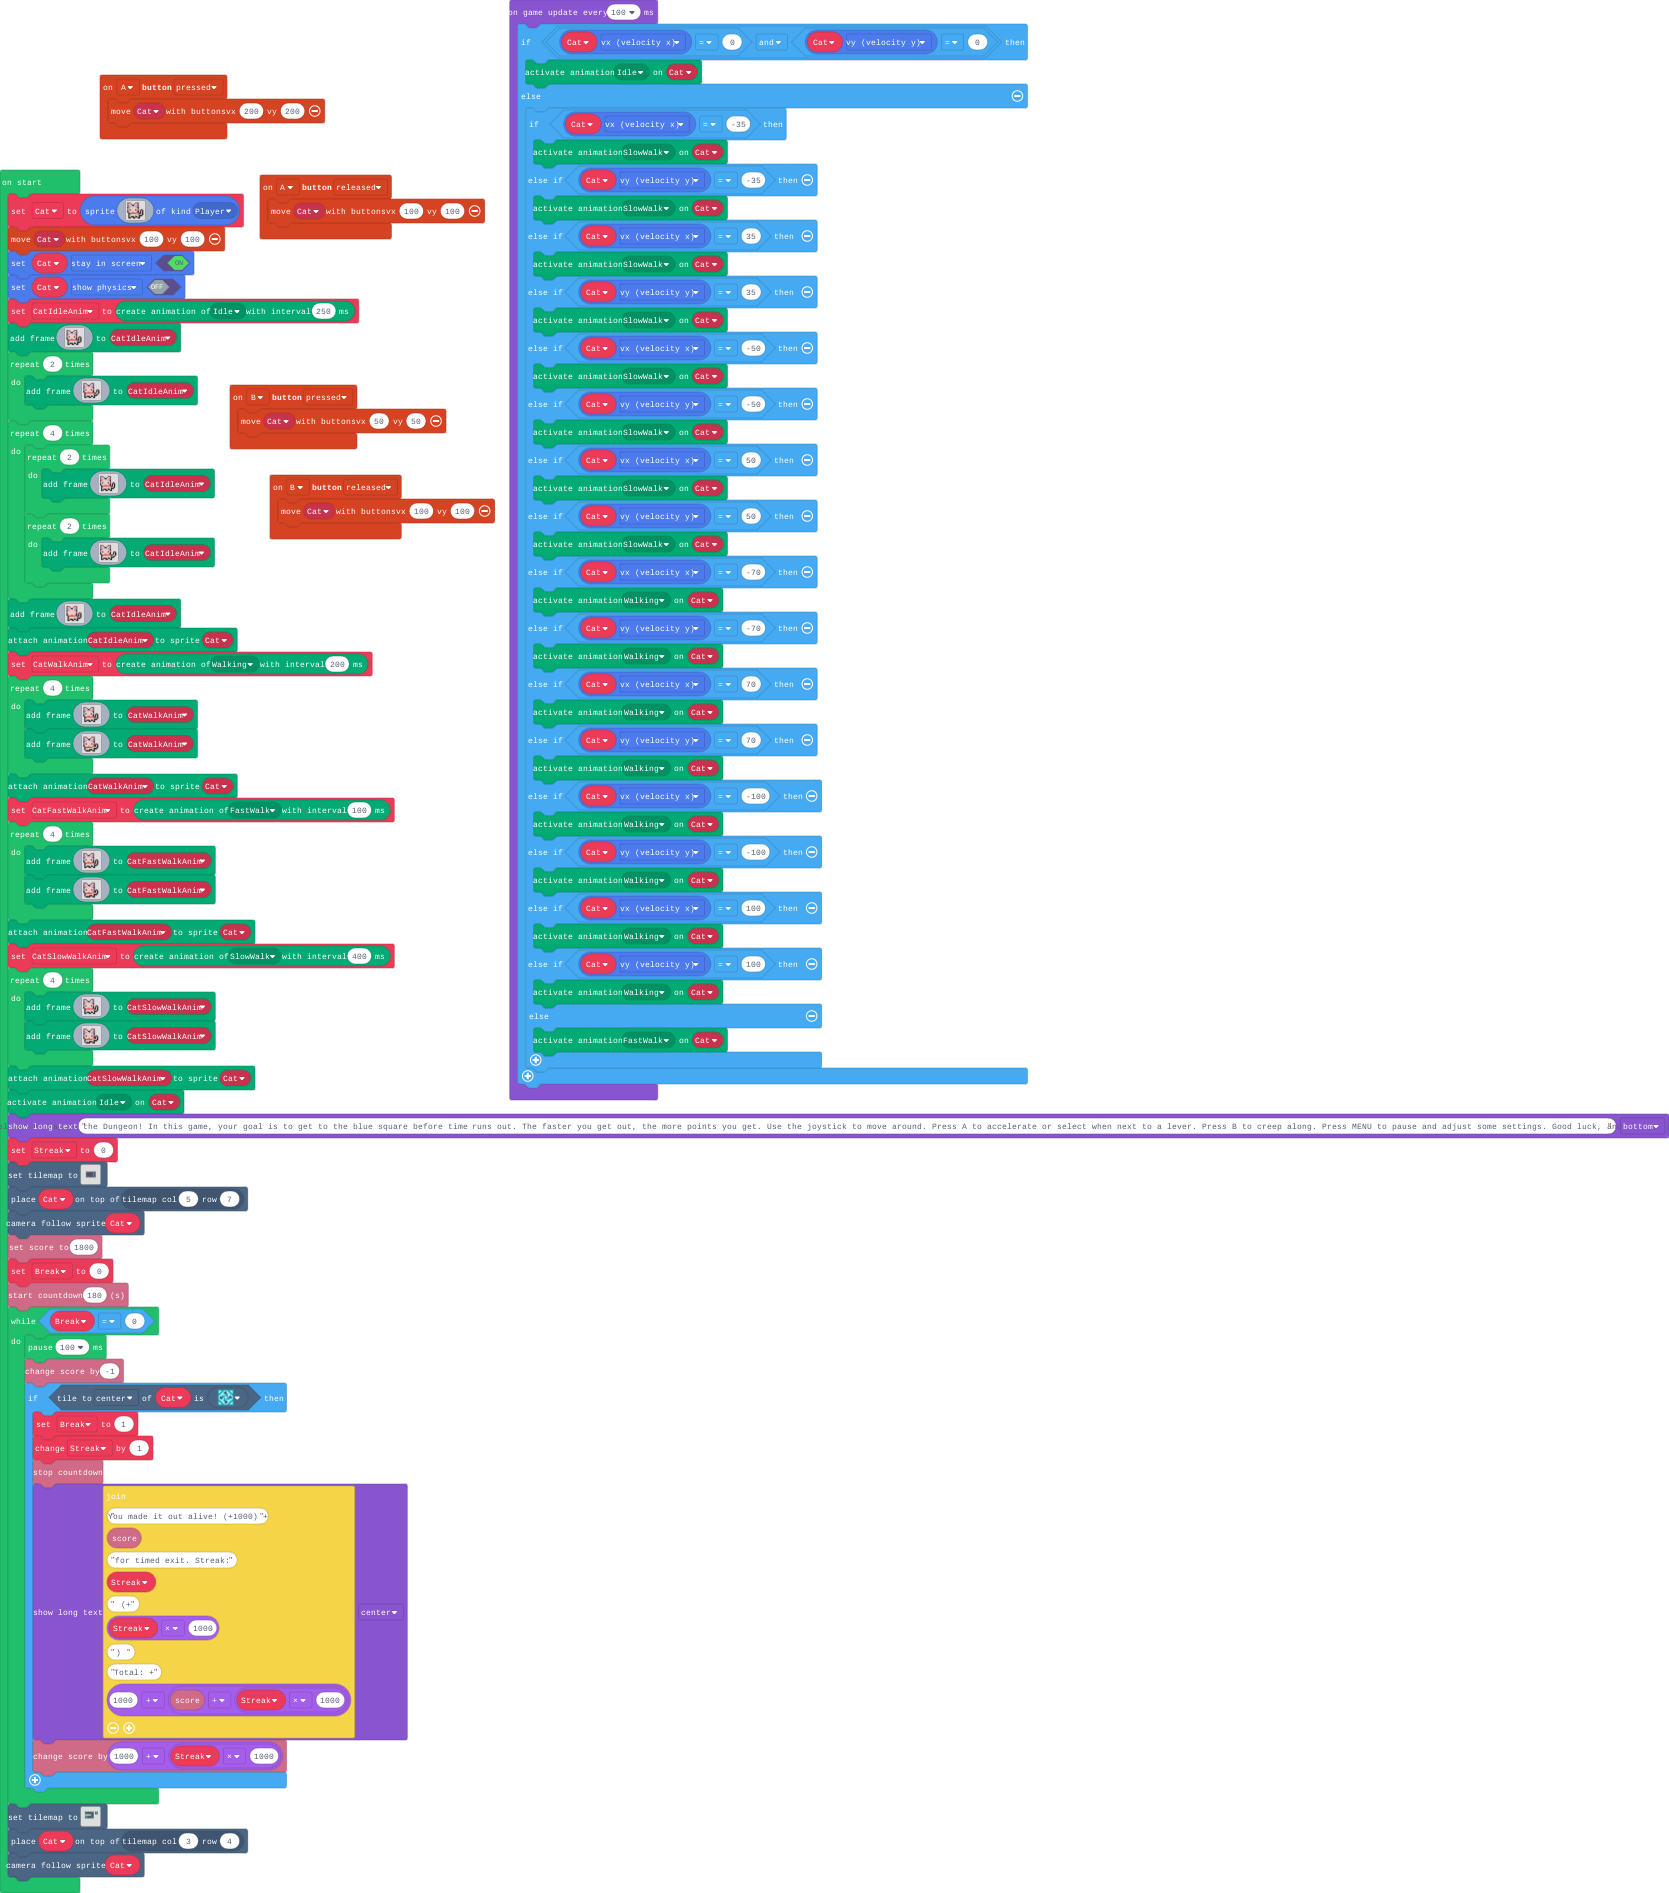 on A button pressed
move Cat with buttons vx 200 vy 200
on start
set Cat to sprite of kind Player
move Cat with buttons vx 100 vy 100
set Cat stay in screen ON
set Cat show physics OFF
set CatIdleAnim to create animation of Idle with interval 250 ms
add frame to CatIdleAnim
repeat 2 times
do
add frame to CatIdleAnim
repeat 4 times
do
repeat 2 times
do
add frame to CatIdleAnim
repeat 2 times
do
add frame to CatIdleAnim
add frame to CatIdleAnim
attach animation CatIdleAnim to sprite Cat
set CatWalkAnim to create animation of Walking with interval 200 ms
repeat 4 times
do
add frame to CatWalkAnim
add frame to CatWalkAnim
attach animation CatWalkAnim to sprite Cat
set CatFastWalkAnim to create animation of FastWalk with interval 100 ms
repeat 4 times
do
add frame to CatFastWalkAnim
add frame to CatFastWalkAnim
attach animation CatFastWalkAnim to sprite Cat
set CatSlowWalkAnim to create animation of SlowWalk with interval 400 ms
repeat 4 times
do
add frame to CatSlowWalkAnim
add frame to CatSlowWalkAnim
attach animation CatSlowWalkAnim to sprite Cat
activate animation Idle on Cat
show long text "the Dungeon! In this game, your goal is to get to the blue square before time runs out. The faster you get out, the more points you get. Use the joystick to move around. Press A to accelerate or select when next to a lever. Press B to creep along. Press MENU to pause and adjust some settings. Good luck, bottom
set Streak to 0
set tilemap to
place Cat on top of tilemap col 5 row 7
camera follow sprite Cat
set score to 1800
set Break to 0
start countdown 180 (s)
while Break = 0
do
pause 100 ms
change score by -1
if tile to center of Cat is then
set Break to 1
change Streak by 1
stop countdown
show long text
join
"You made it out alive! (+1000) +"
score
"for timed exit. Streak:"
Streak
" (+"
Streak × 1000
") "
"Total: +"
1000 + score + Streak × 1000
center
change score by 1000 + Streak × 1000
set tilemap to
place Cat on top of tilemap col 3 row 4
camera follow sprite Cat
on A button released
move Cat with buttons vx 100 vy 100
on B button pressed
move Cat with buttons vx 50 vy 50
on B button released
move Cat with buttons vx 100 vy 100
on game update every 100 ms
if Cat vx (velocity x) = 0 and Cat vy (velocity y) = 0 then
activate animation Idle on Cat
else
if Cat vx (velocity x) = -35 then
activate animation SlowWalk on Cat
else if Cat vy (velocity y) = -35 then
activate animation SlowWalk on Cat
else if Cat vx (velocity x) = 35 then
activate animation SlowWalk on Cat
else if Cat vy (velocity y) = 35 then
activate animation SlowWalk on Cat
else if Cat vx (velocity x) = -50 then
activate animation SlowWalk on Cat
else if Cat vy (velocity y) = -50 then
activate animation SlowWalk on Cat
else if Cat vx (velocity x) = 50 then
activate animation SlowWalk on Cat
else if Cat vy (velocity y) = 50 then
activate animation SlowWalk on Cat
else if Cat vx (velocity x) = -70 then
activate animation Walking on Cat
else if Cat vy (velocity y) = -70 then
activate animation Walking on Cat
else if Cat vx (velocity x) = 70 then
activate animation Walking on Cat
else if Cat vy (velocity y) = 70 then
activate animation Walking on Cat
else if Cat vx (velocity x) = -100 then
activate animation Walking on Cat
else if Cat vy (velocity y) = -100 then
activate animation Walking on Cat
else if Cat vx (velocity x) = 100 then
activate animation Walking on Cat
else if Cat vy (velocity y) = 100 then
activate animation Walking on Cat
else
activate animation FastWalk on Cat